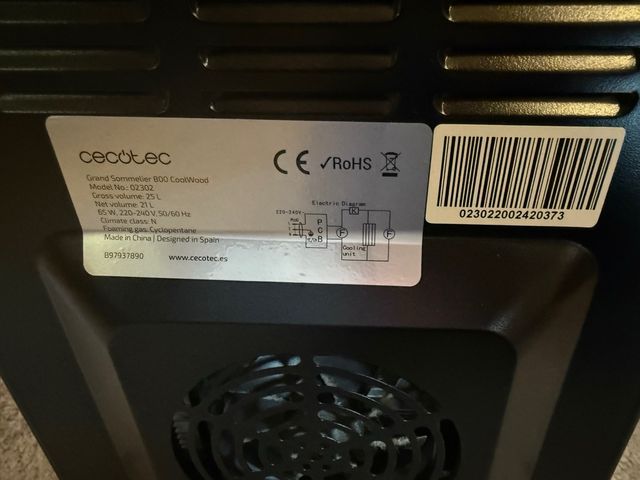 cecotec
Grand Sommelier 800 CoolWood
Model No.: 02302
Gross volume: 25 L
Net volume: 21 L
65 W, 220-240 V, 50/60 Hz
Climate class: N
Foaming gas: Cyclopentane
Made in China | Designed in Spain
B97937890
www.cecotec.es
CE ✓RoHS
Electric Diagram
220-240V
P
C
B
K
F
F
Cooling
unit
023022002420373